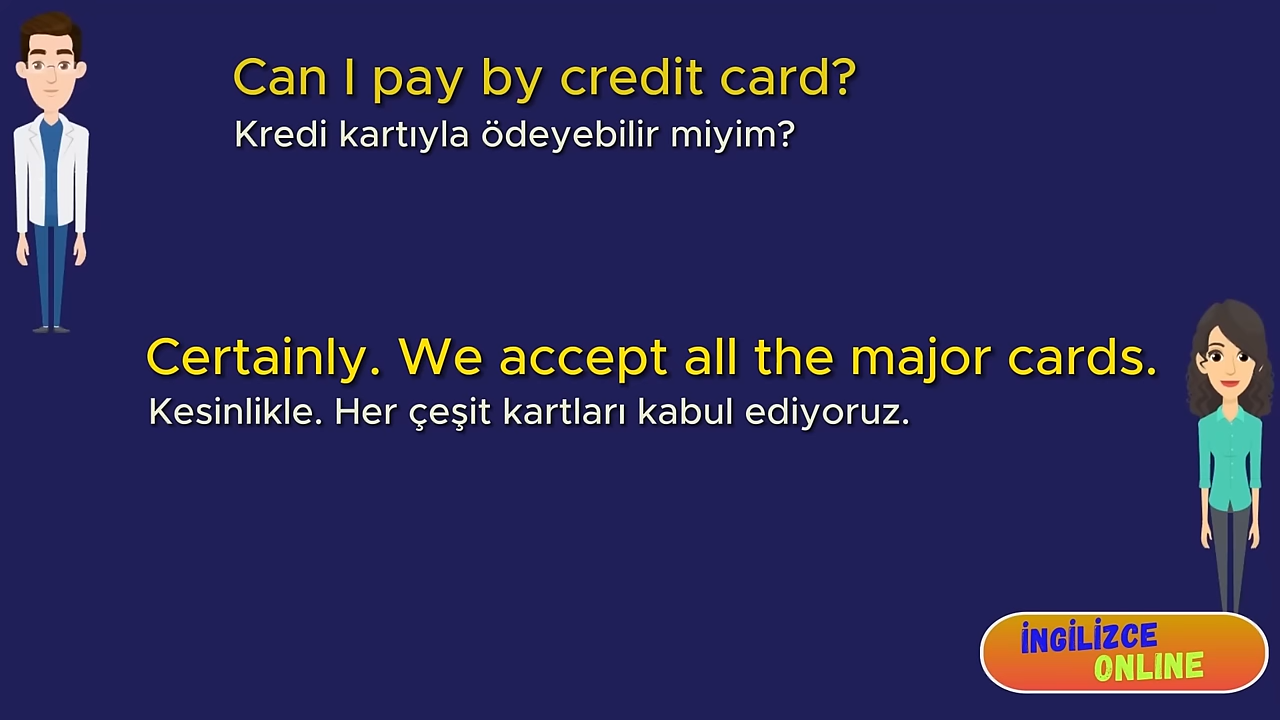 Can I pay by credit card?
Kredi kartıyla ödeyebilir miyim?
Certainly. We accept all the major cards.
Kesinlikle. Her çeşit kartları kabul ediyoruz.
İNGİLİZCE
ONLINE